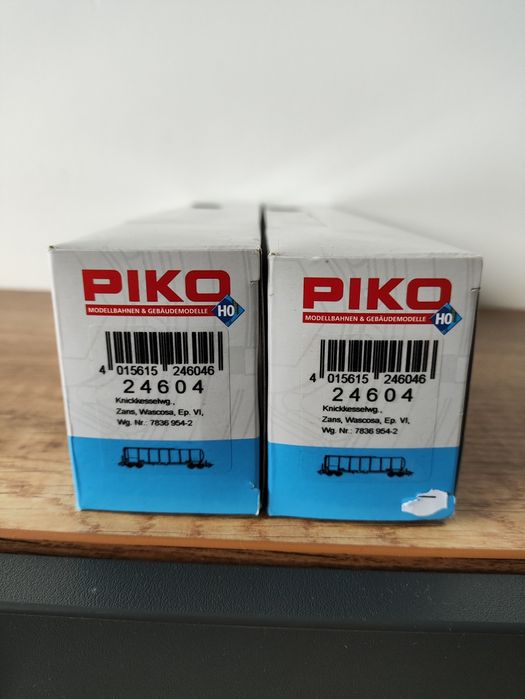 PIKO
MODELLBAHNEN & GEBÄUDEMODELLE
H0
4 015615 246046
24604
Knickkesselwg.,
Zans, Wascosa, Ep. VI,
Wg. Nr.: 7836 954-2
PIKO
MODELLBAHNEN & GEBÄUDEMODELLE
H0
4 015615 246046
24604
Knickkesselwg.,
Zans, Wascosa, Ep. VI,
Wg. Nr.: 7836 954-2